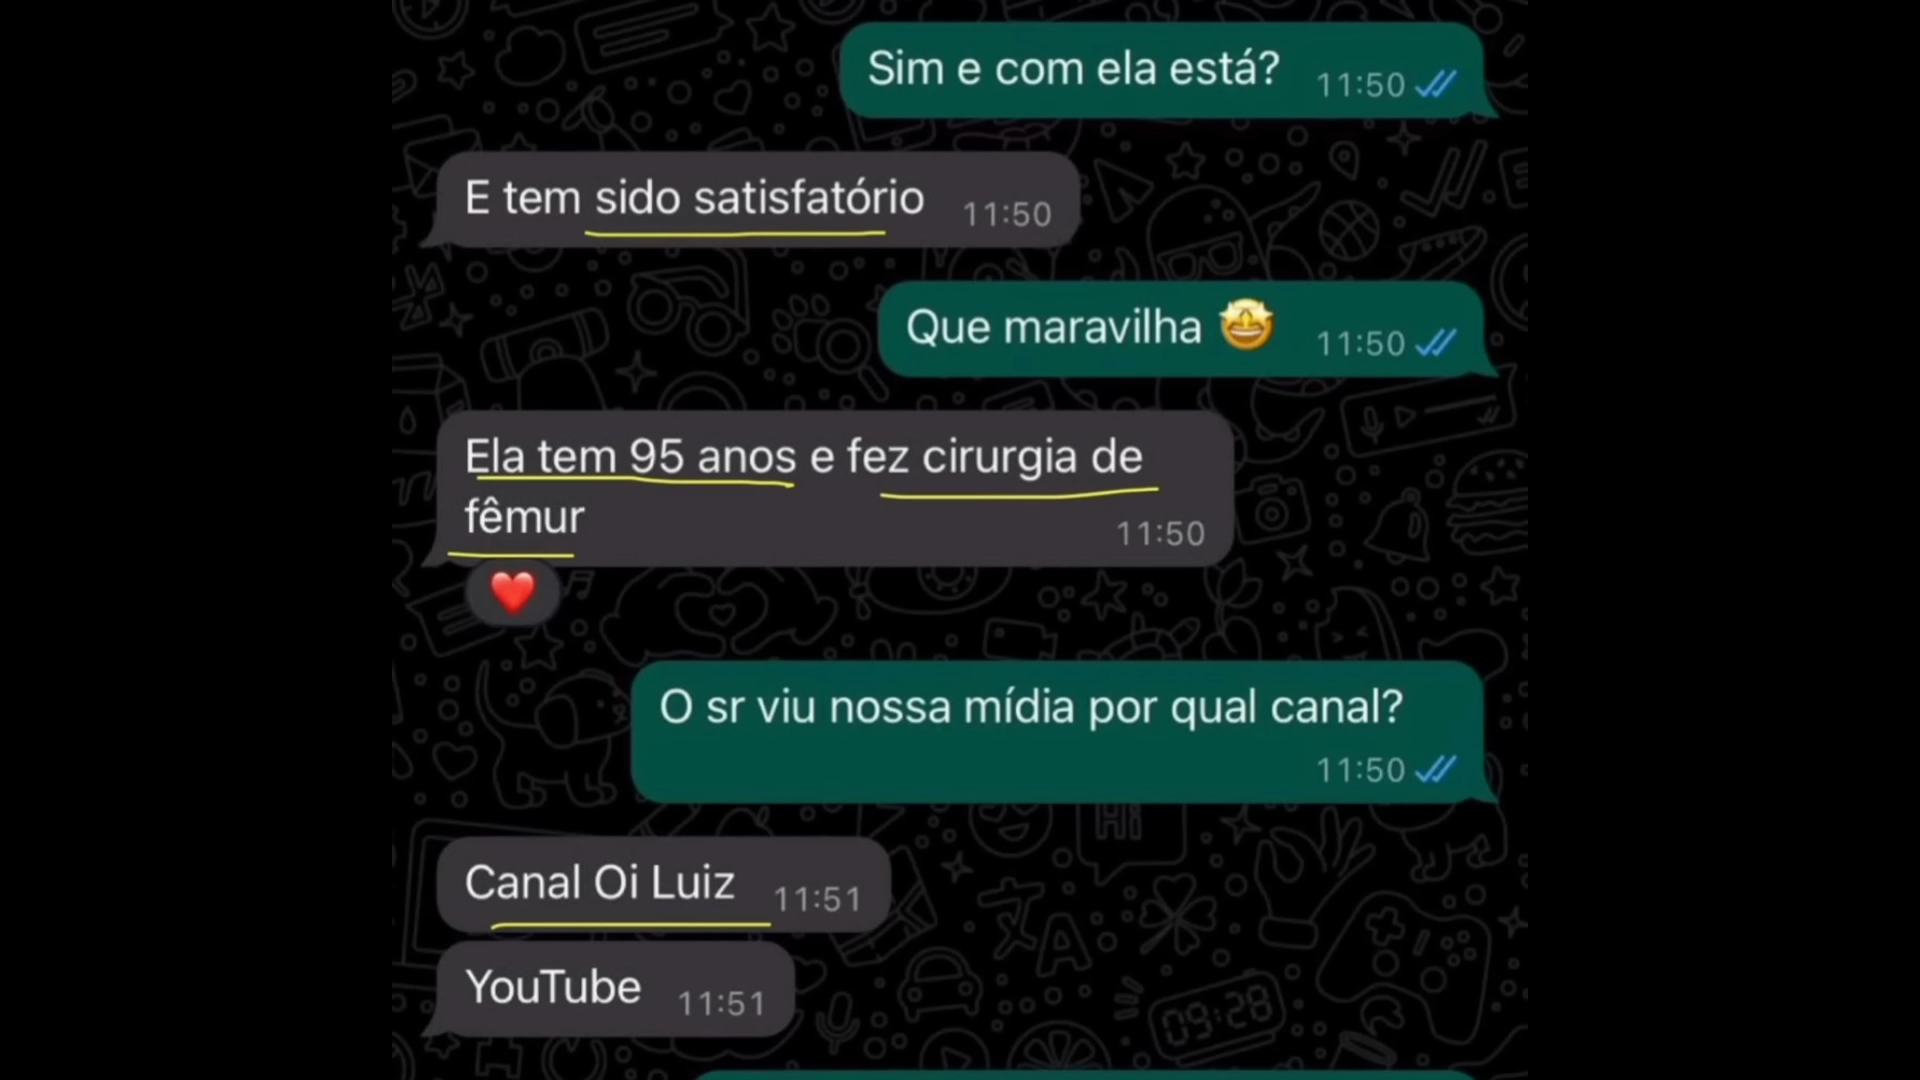 Sim e com ela está? 11:50
E tem sido satisfatório 11:50
Que maravilha 🤩 11:50
Ela tem 95 anos e fez cirurgia de
fêmur 11:50
❤️
O sr viu nossa mídia por qual canal?
11:50
Canal Oi Luiz 11:51
YouTube 11:51